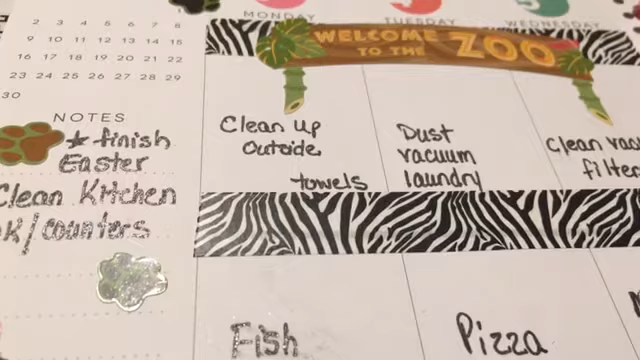 MONDAY
TUESDAY
WEDNESDAY
WELCOME
TO THE ZOO
1
2 3 4 5 6 7 8
9 10 11 12 13 14 15
16 17 18 19 20 21 22
23 24 25 26 27 28 29
30
NOTES
★ finish
Easter
Clean Kitchen
/counters
Clean up
Outside
towels
Dust
vacuum
laundry
Clean
filter
Fish
Pizza